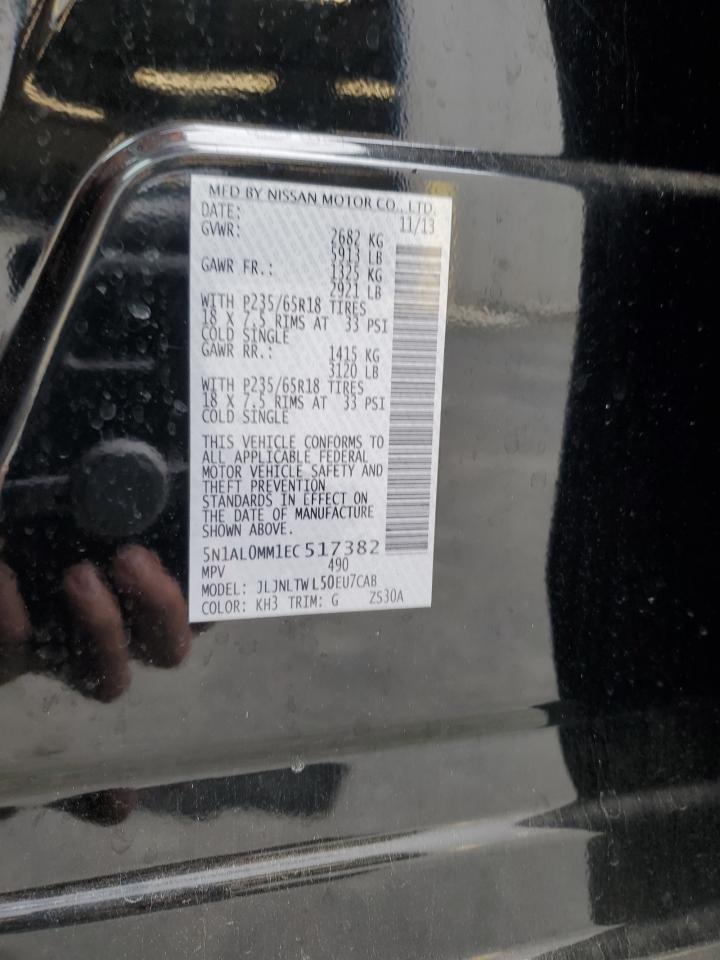 MFD BY NISSAN MOTOR CO., LTD.
DATE: 11/13
GVWR: 2682 KG
5913 LB
GAWR FR.: 1325 KG
2921 LB
WITH P235/65R18 TIRES
18 X 7.5 RIMS AT 33 PSI
COLD SINGLE
GAWR RR.: 1415 KG
3120 LB
WITH P235/65R18 TIRES
18 X 7.5 RIMS AT 33 PSI
COLD SINGLE
THIS VEHICLE CONFORMS TO
ALL APPLICABLE FEDERAL
MOTOR VEHICLE SAFETY AND
THEFT PREVENTION
STANDARDS IN EFFECT ON
THE DATE OF MANUFACTURE
SHOWN ABOVE.
5N1AL0MM1EC517382
MPV 490
MODEL: JLJNLTWL50EU7CAB
COLOR: KH3 TRIM: G ZS30A